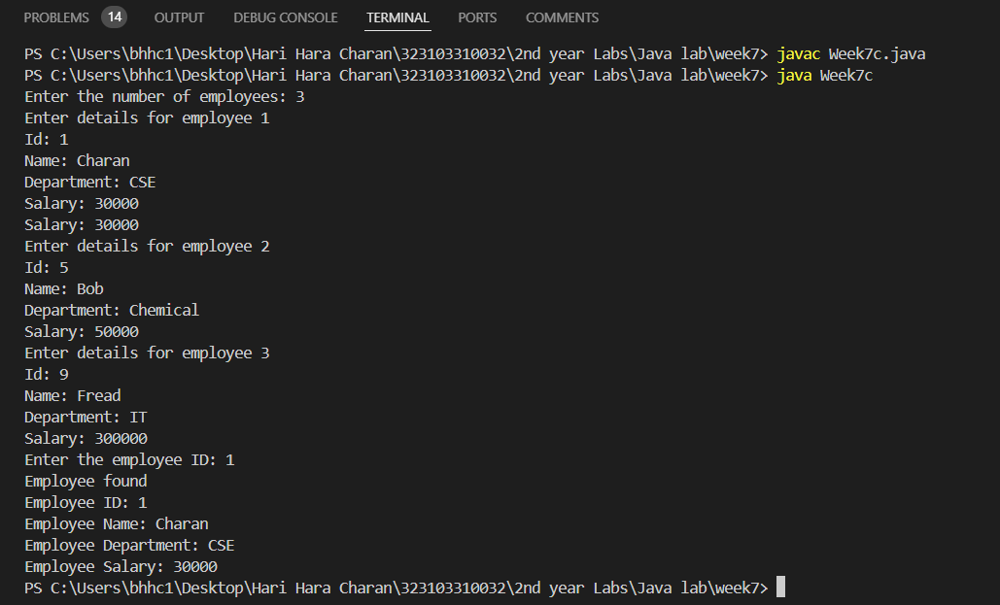 PROBLEMS 14 OUTPUT DEBUG CONSOLE TERMINAL PORTS COMMENTS
PS C:\Users\bhhc1\Desktop\Hari Hara Charan\323103310032\2nd year Labs\Java lab\week7> javac Week7c.java
PS C:\Users\bhhc1\Desktop\Hari Hara Charan\323103310032\2nd year Labs\Java lab\week7> java Week7c
Enter the number of employees: 3
Enter details for employee 1
Id: 1
Name: Charan
Department: CSE
Salary: 30000
Salary: 30000
Enter details for employee 2
Id: 5
Name: Bob
Department: Chemical
Salary: 50000
Enter details for employee 3
Id: 9
Name: Fread
Department: IT
Salary: 300000
Enter the employee ID: 1
Employee found
Employee ID: 1
Employee Name: Charan
Employee Department: CSE
Employee Salary: 30000
PS C:\Users\bhhc1\Desktop\Hari Hara Charan\323103310032\2nd year Labs\Java lab\week7>